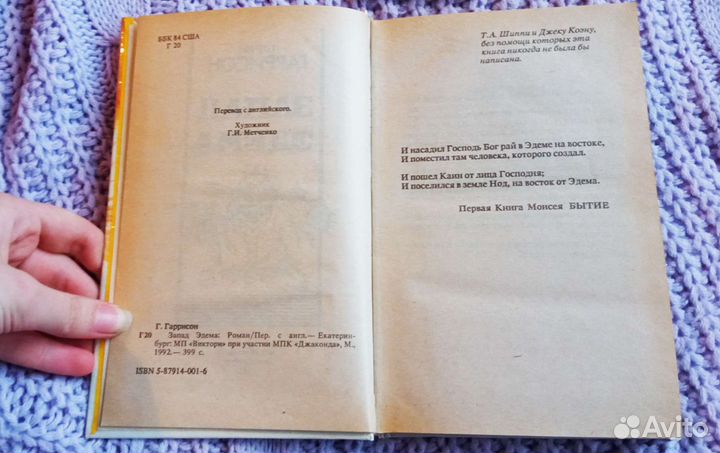 ББК 84 США
Г 20
Перевод с английского.
Художник
Г.И. Метченко
Г. Гаррисон
Г20 Запад Эдема: Роман/Пер. с англ.— Екатерин-
бург: МП «Виктори» при участии МПК «Джаконда», М.,
1992.— 399 с.
ISBN 5-87914-001-6
Т.А. Шиппи и Джеку Коэну,
без помощи которых эта
книга никогда не была бы
написана.
И насадил Господь Бог рай в Эдеме на востоке,
И поместил там человека, которого создал.
И пошел Каин от лица Господня;
И поселился в земле Нод, на восток от Эдема.
Первая Книга Моисея БЫТИЕ
Avito